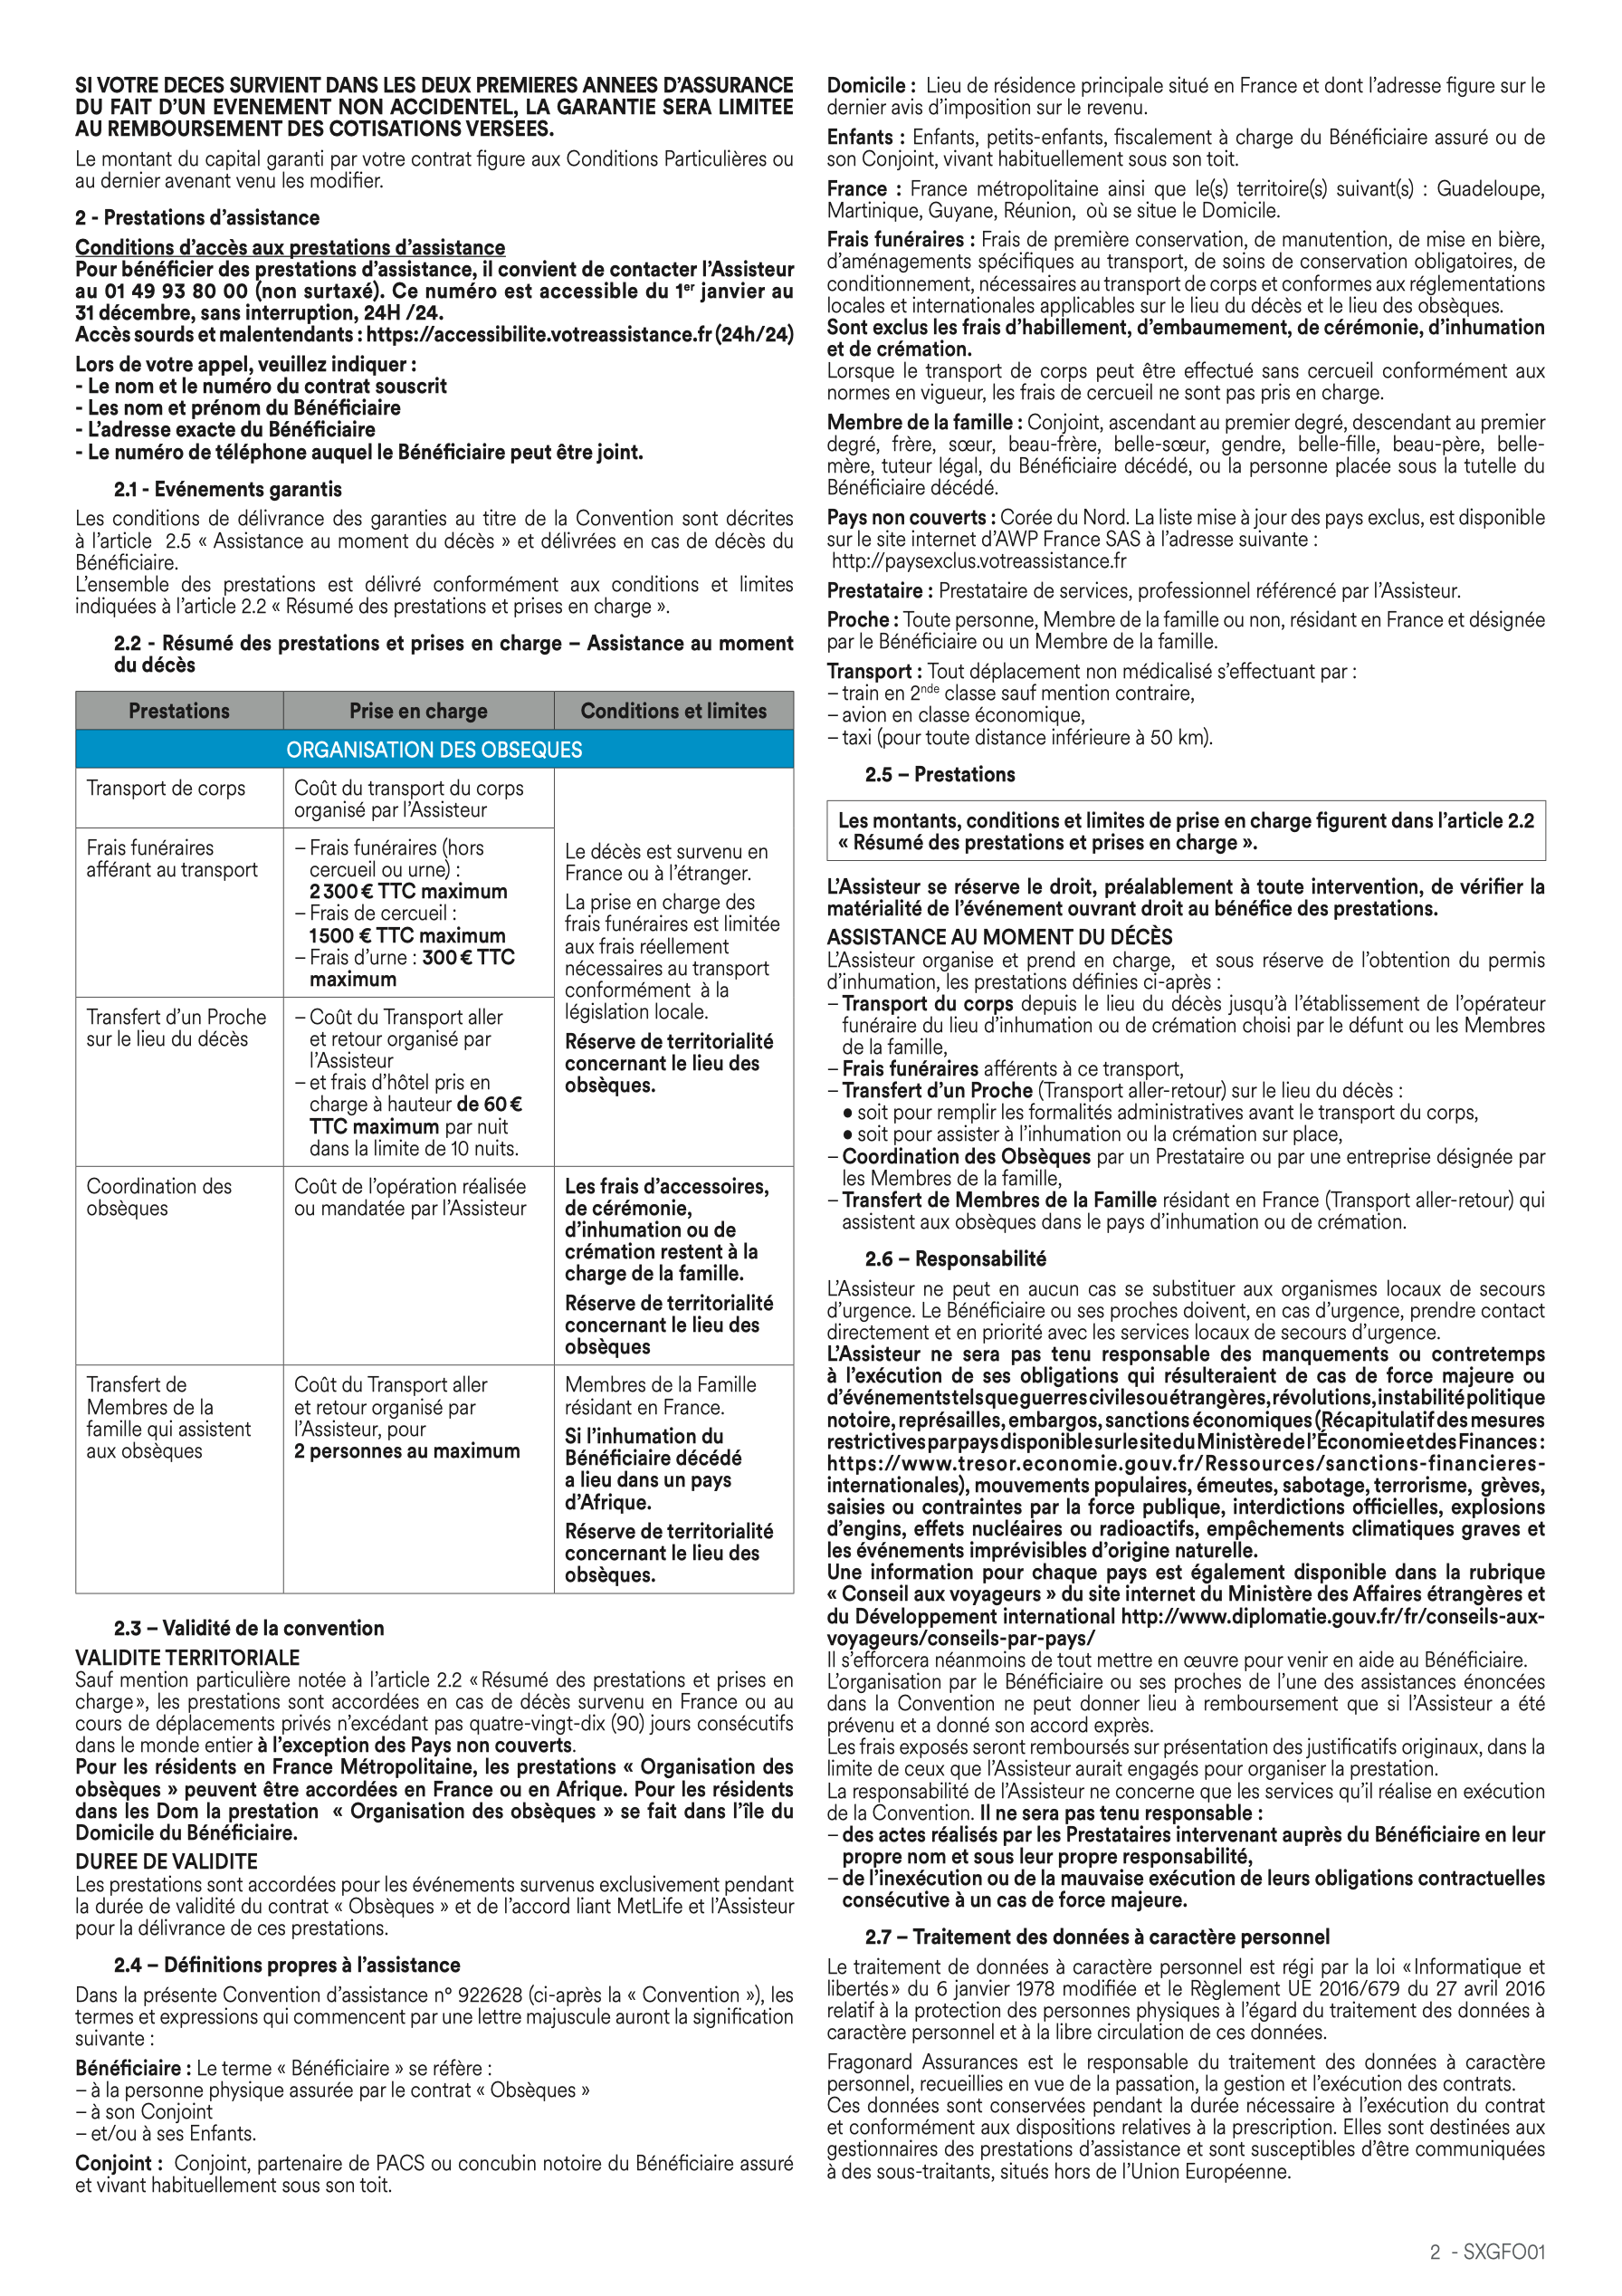 SI VOTRE DECES SURVIENT DANS LES DEUX PREMIERES ANNEES D’ASSURANCE
DU FAIT D’UN EVENEMENT NON ACCIDENTEL, LA GARANTIE SERA LIMITEE
AU REMBOURSEMENT DES COTISATIONS VERSEES.
Le montant du capital garanti par votre contrat figure aux Conditions Particulières ou
au dernier avenant venu les modifier.
2 - Prestations d’assistance
Conditions d’accès aux prestations d’assistance
Pour bénéficier des prestations d’assistance, il convient de contacter l’Assisteur
au 01 49 93 80 00 (non surtaxé). Ce numéro est accessible du 1er janvier au
31 décembre, sans interruption, 24H /24.
Accès sourds et malentendants : https://accessibilite.votreassistance.fr (24h/24)
Lors de votre appel, veuillez indiquer :
- Le nom et le numéro du contrat souscrit
- Les nom et prénom du Bénéficiaire
- L’adresse exacte du Bénéficiaire
- Le numéro de téléphone auquel le Bénéficiaire peut être joint.
2.1 - Evénements garantis
Les conditions de délivrance des garanties au titre de la Convention sont décrites
à l’article 2.5 « Assistance au moment du décès » et délivrées en cas de décès du
Bénéficiaire.
L’ensemble des prestations est délivré conformément aux conditions et limites
indiquées à l’article 2.2 « Résumé des prestations et prises en charge ».
2.2 - Résumé des prestations et prises en charge – Assistance au moment
du décès
Prestations
Prise en charge
Conditions et limites
ORGANISATION DES OBSEQUES
Transport de corps
Coût du transport du corps
organisé par l’Assisteur
Frais funéraires
afférant au transport
– Frais funéraires (hors
cercueil ou urne) :
2 300 € TTC maximum
– Frais de cercueil :
1500 € TTC maximum
– Frais d’urne : 300 € TTC
maximum
Le décès est survenu en
France ou à l’étranger.
La prise en charge des
frais funéraires est limitée
aux frais réellement
nécessaires au transport
conformément à la
législation locale.
Réserve de territorialité
concernant le lieu des
obsèques.
Transfert d’un Proche
sur le lieu du décès
– Coût du Transport aller
et retour organisé par
l’Assisteur
– et frais d’hôtel pris en
charge à hauteur de 60 €
TTC maximum par nuit
dans la limite de 10 nuits.
Coordination des
obsèques
Coût de l’opération réalisée
ou mandatée par l’Assisteur
Les frais d’accessoires,
de cérémonie,
d’inhumation ou de
crémation restent à la
charge de la famille.
Réserve de territorialité
concernant le lieu des
obsèques
Transfert de
Membres de la
famille qui assistent
aux obsèques
Coût du Transport aller
et retour organisé par
l’Assisteur, pour
2 personnes au maximum
Membres de la Famille
résidant en France.
Si l’inhumation du
Bénéficiaire décédé
a lieu dans un pays
d’Afrique.
Réserve de territorialité
concernant le lieu des
obsèques.
2.3 – Validité de la convention
VALIDITE TERRITORIALE
Sauf mention particulière notée à l’article 2.2 « Résumé des prestations et prises en
charge », les prestations sont accordées en cas de décès survenu en France ou au
cours de déplacements privés n’excédant pas quatre-vingt-dix (90) jours consécutifs
dans le monde entier à l’exception des Pays non couverts.
Pour les résidents en France Métropolitaine, les prestations « Organisation des
obsèques » peuvent être accordées en France ou en Afrique. Pour les résidents
dans les Dom la prestation « Organisation des obsèques » se fait dans l’île du
Domicile du Bénéficiaire.
DUREE DE VALIDITE
Les prestations sont accordées pour les événements survenus exclusivement pendant
la durée de validité du contrat « Obsèques » et de l’accord liant MetLife et l’Assisteur
pour la délivrance de ces prestations.
2.4 – Définitions propres à l’assistance
Dans la présente Convention d’assistance n° 922628 (ci-après la « Convention »), les
termes et expressions qui commencent par une lettre majuscule auront la signification
suivante :
Bénéficiaire : Le terme « Bénéficiaire » se réfère :
– à la personne physique assurée par le contrat « Obsèques »
– à son Conjoint
– et/ou à ses Enfants.
Conjoint : Conjoint, partenaire de PACS ou concubin notoire du Bénéficiaire assuré
et vivant habituellement sous son toit.
Domicile : Lieu de résidence principale situé en France et dont l’adresse figure sur le
dernier avis d’imposition sur le revenu.
Enfants : Enfants, petits-enfants, fiscalement à charge du Bénéficiaire assuré ou de
son Conjoint, vivant habituellement sous son toit.
France : France métropolitaine ainsi que le(s) territoire(s) suivant(s) : Guadeloupe,
Martinique, Guyane, Réunion, où se situe le Domicile.
Frais funéraires : Frais de première conservation, de manutention, de mise en bière,
d’aménagements spécifiques au transport, de soins de conservation obligatoires, de
conditionnement, nécessaires au transport de corps et conformes aux réglementations
locales et internationales applicables sur le lieu du décès et le lieu des obsèques.
Sont exclus les frais d’habillement, d’embaumement, de cérémonie, d’inhumation
et de crémation.
Lorsque le transport de corps peut être effectué sans cercueil conformément aux
normes en vigueur, les frais de cercueil ne sont pas pris en charge.
Membre de la famille : Conjoint, ascendant au premier degré, descendant au premier
degré, frère, sœur, beau-frère, belle-sœur, gendre, belle-fille, beau-père, belle-
mère, tuteur légal, du Bénéficiaire décédé, ou la personne placée sous la tutelle du
Bénéficiaire décédé.
Pays non couverts : Corée du Nord. La liste mise à jour des pays exclus, est disponible
sur le site internet d’AWP France SAS à l’adresse suivante :
http://paysexclus.votreassistance.fr
Prestataire : Prestataire de services, professionnel référencé par l’Assisteur.
Proche : Toute personne, Membre de la famille ou non, résidant en France et désignée
par le Bénéficiaire ou un Membre de la famille.
Transport : Tout déplacement non médicalisé s’effectuant par :
– train en 2nde classe sauf mention contraire,
– avion en classe économique,
– taxi (pour toute distance inférieure à 50 km).
2.5 – Prestations
Les montants, conditions et limites de prise en charge figurent dans l’article 2.2
« Résumé des prestations et prises en charge ».
L’Assisteur se réserve le droit, préalablement à toute intervention, de vérifier la
matérialité de l’événement ouvrant droit au bénéfice des prestations.
ASSISTANCE AU MOMENT DU DÉCÈS
L’Assisteur organise et prend en charge, et sous réserve de l’obtention du permis
d’inhumation, les prestations définies ci-après :
– Transport du corps depuis le lieu du décès jusqu’à l’établissement de l’opérateur
funéraire du lieu d’inhumation ou de crémation choisi par le défunt ou les Membres
de la famille,
– Frais funéraires afférents à ce transport,
– Transfert d’un Proche (Transport aller-retour) sur le lieu du décès :
• soit pour remplir les formalités administratives avant le transport du corps,
• soit pour assister à l’inhumation ou la crémation sur place,
– Coordination des Obsèques par un Prestataire ou par une entreprise désignée par
les Membres de la famille,
– Transfert de Membres de la Famille résidant en France (Transport aller-retour) qui
assistent aux obsèques dans le pays d’inhumation ou de crémation.
2.6 – Responsabilité
L’Assisteur ne peut en aucun cas se substituer aux organismes locaux de secours
d’urgence. Le Bénéficiaire ou ses proches doivent, en cas d’urgence, prendre contact
directement et en priorité avec les services locaux de secours d’urgence.
L’Assisteur ne sera pas tenu responsable des manquements ou contretemps
à l’exécution de ses obligations qui résulteraient de cas de force majeure ou
d’événements tels que guerres civiles ou étrangères, révolutions, instabilité politique
notoire, représailles, embargos, sanctions économiques (Récapitulatif des mesures
restrictives par pays disponible sur le site du Ministère de l’Économie et des Finances :
https://www.tresor.economie.gouv.fr/Ressources/sanctions-financieres-
internationales), mouvements populaires, émeutes, sabotage, terrorisme, grèves,
saisies ou contraintes par la force publique, interdictions officielles, explosions
d’engins, effets nucléaires ou radioactifs, empêchements climatiques graves et
les événements imprévisibles d’origine naturelle.
Une information pour chaque pays est également disponible dans la rubrique
« Conseil aux voyageurs » du site internet du Ministère des Affaires étrangères et
du Développement international http://www.diplomatie.gouv.fr/fr/conseils-aux-
voyageurs/conseils-par-pays/
Il s’efforcera néanmoins de tout mettre en œuvre pour venir en aide au Bénéficiaire.
L’organisation par le Bénéficiaire ou ses proches de l’une des assistances énoncées
dans la Convention ne peut donner lieu à remboursement que si l’Assisteur a été
prévenu et a donné son accord exprès.
Les frais exposés seront remboursés sur présentation des justificatifs originaux, dans la
limite de ceux que l’Assisteur aurait engagés pour organiser la prestation.
La responsabilité de l’Assisteur ne concerne que les services qu’il réalise en exécution
de la Convention. Il ne sera pas tenu responsable :
– des actes réalisés par les Prestataires intervenant auprès du Bénéficiaire en leur
propre nom et sous leur propre responsabilité,
– de l’inexécution ou de la mauvaise exécution de leurs obligations contractuelles
consécutive à un cas de force majeure.
2.7 – Traitement des données à caractère personnel
Le traitement de données à caractère personnel est régi par la loi « Informatique et
libertés » du 6 janvier 1978 modifiée et le Règlement UE 2016/679 du 27 avril 2016
relatif à la protection des personnes physiques à l’égard du traitement des données à
caractère personnel et à la libre circulation de ces données.
Fragonard Assurances est le responsable du traitement des données à caractère
personnel, recueillies en vue de la passation, la gestion et l’exécution des contrats.
Ces données sont conservées pendant la durée nécessaire à l’exécution du contrat
et conformément aux dispositions relatives à la prescription. Elles sont destinées aux
gestionnaires des prestations d’assistance et sont susceptibles d’être communiquées
à des sous-traitants, situés hors de l’Union Européenne.
2 - SXGFO01